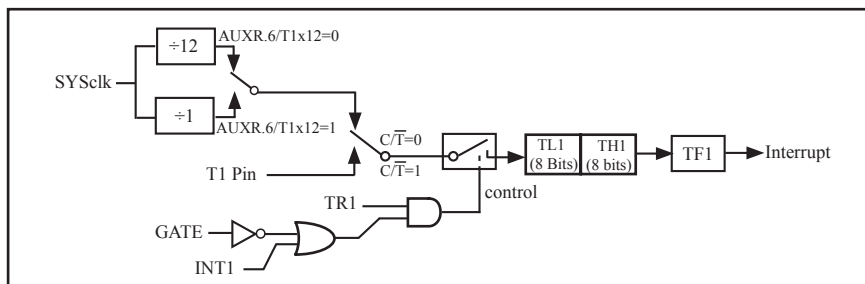 ÷12
AUXR.6/T1x12=0
SYSclk
÷1
AUXR.6/T1x12=1
C/T̅=0
C/T̅=1
T1 Pin
TL1
(8 Bits)
TH1
(8 bits)
TF1
Interrupt
control
TR1
GATE
INT1